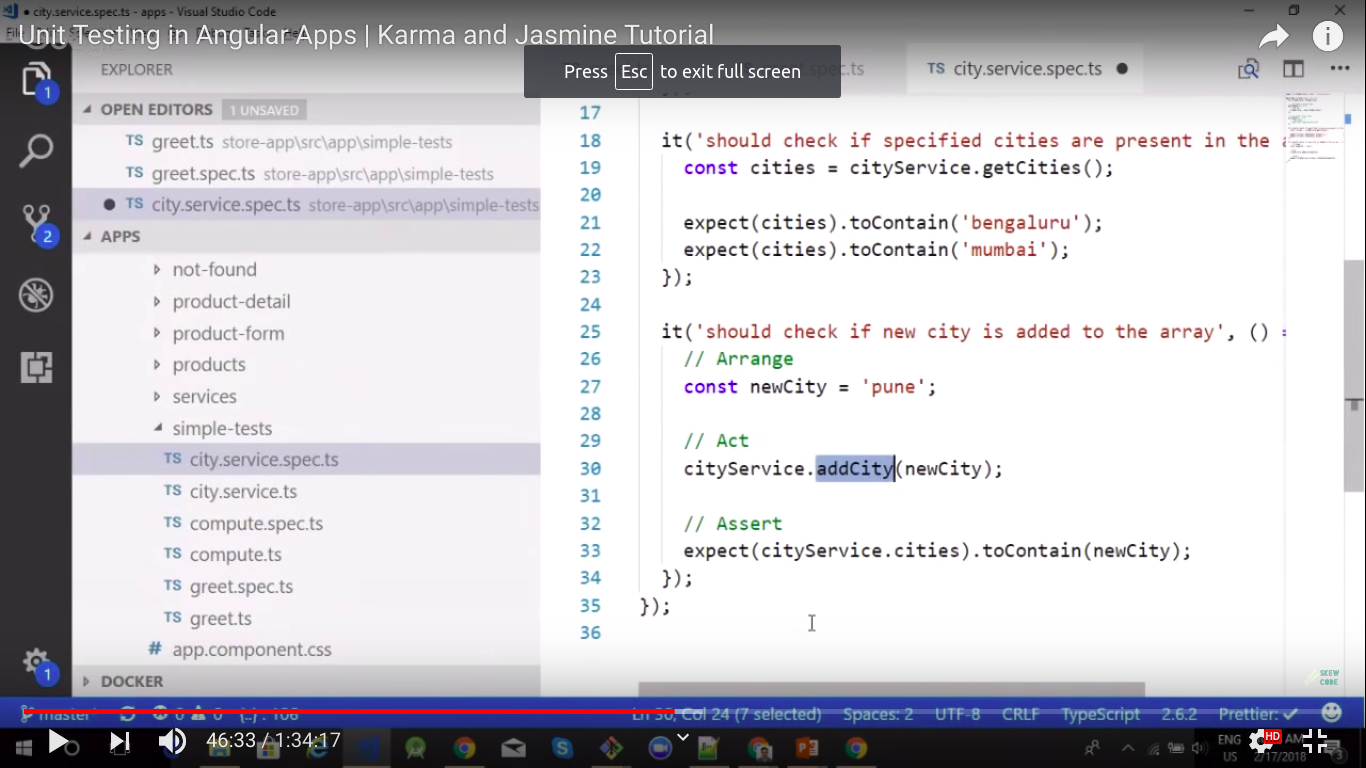 city.service.spec.ts - apps - Visual Studio Code
Unit Testing in Angular Apps | Karma and Jasmine Tutorial
Press Esc to exit full screen
EXPLORER
OPEN EDITORS 1 UNSAVED
TS greet.ts store-app\src\app\simple-tests
TS greet.spec.ts store-app\src\app\simple-tests
TS city.service.spec.ts store-app\src\app\simple-tests
APPS
not-found
product-detail
product-form
products
services
simple-tests
TS city.service.spec.ts
TS city.service.ts
TS compute.spec.ts
TS compute.ts
TS greet.spec.ts
TS greet.ts
# app.component.css
DOCKER
1
2
1
TS city.service.spec.ts
17
18 it('should check if specified cities are present in the a
19 const cities = cityService.getCities();
20
21 expect(cities).toContain('bengaluru');
22 expect(cities).toContain('mumbai');
23 });
24
25 it('should check if new city is added to the array', () =
26 // Arrange
27 const newCity = 'pune';
28
29 // Act
30 cityService.addCity(newCity);
31
32 // Assert
33 expect(cityService.cities).toContain(newCity);
34 });
35 });
36
SKEW
CODE
master 0 0 {..} : 106 Ln 30, Col 24 (7 selected) Spaces: 2 UTF-8 CRLF TypeScript 2.6.2 Prettier: ✓
46:33 / 1:34:17
HD
ENG
US
AM
2/17/2018
3